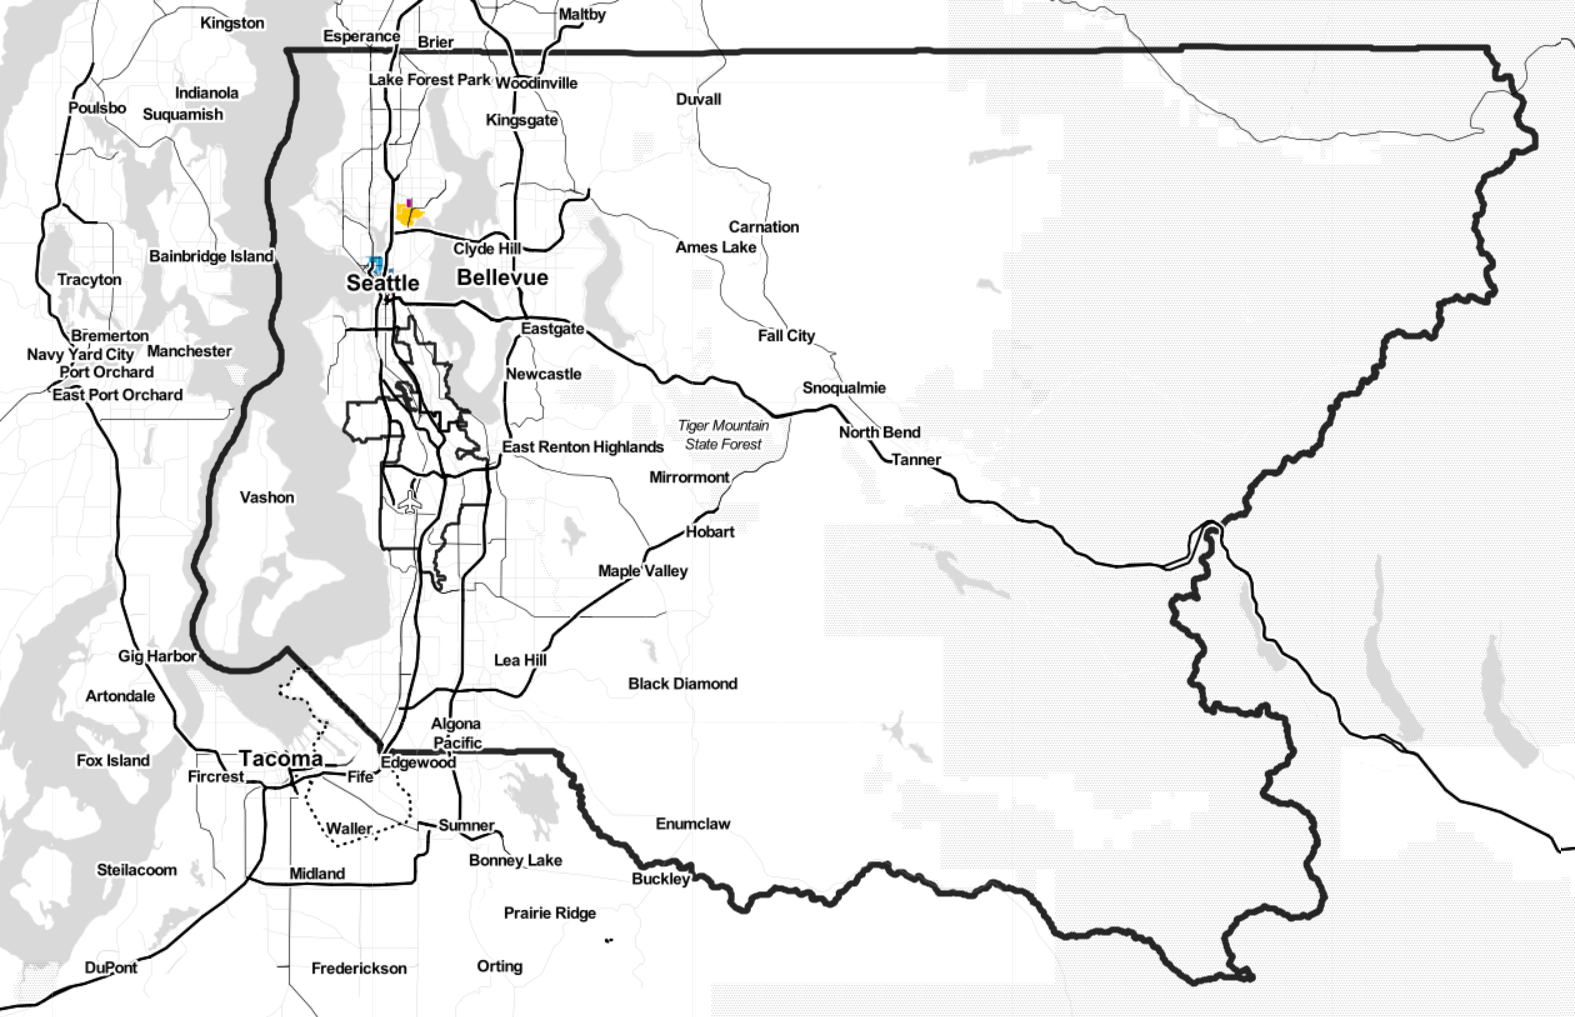 Maltby
Kingston
Esperance
Brier
Lake Forest Park
Woodinville
Indianola
Duvall
Poulsbo
Suquamish
Kingsgate
Carnation
Ames Lake
Clyde Hill
Bainbridge Island
Tracyton
Seattle
Bellevue
Eastgate
Bremerton
Fall City
Navy Yard City
Manchester
Port Orchard
Newcastle
East Port Orchard
Snoqualmie
Tiger Mountain
State Forest
North Bend
East Renton Highlands
Tanner
Mirrormont
Vashon
Hobart
Maple Valley
Gig Harbor
Lea Hill
Black Diamond
Artondale
Algona
Pacific
Fox Island
Tacoma
Edgewood
Fircrest
Fife
Waller
Sumner
Enumclaw
Bonney Lake
Steilacoom
Midland
Buckley
Prairie Ridge
DuPont
Frederickson
Orting